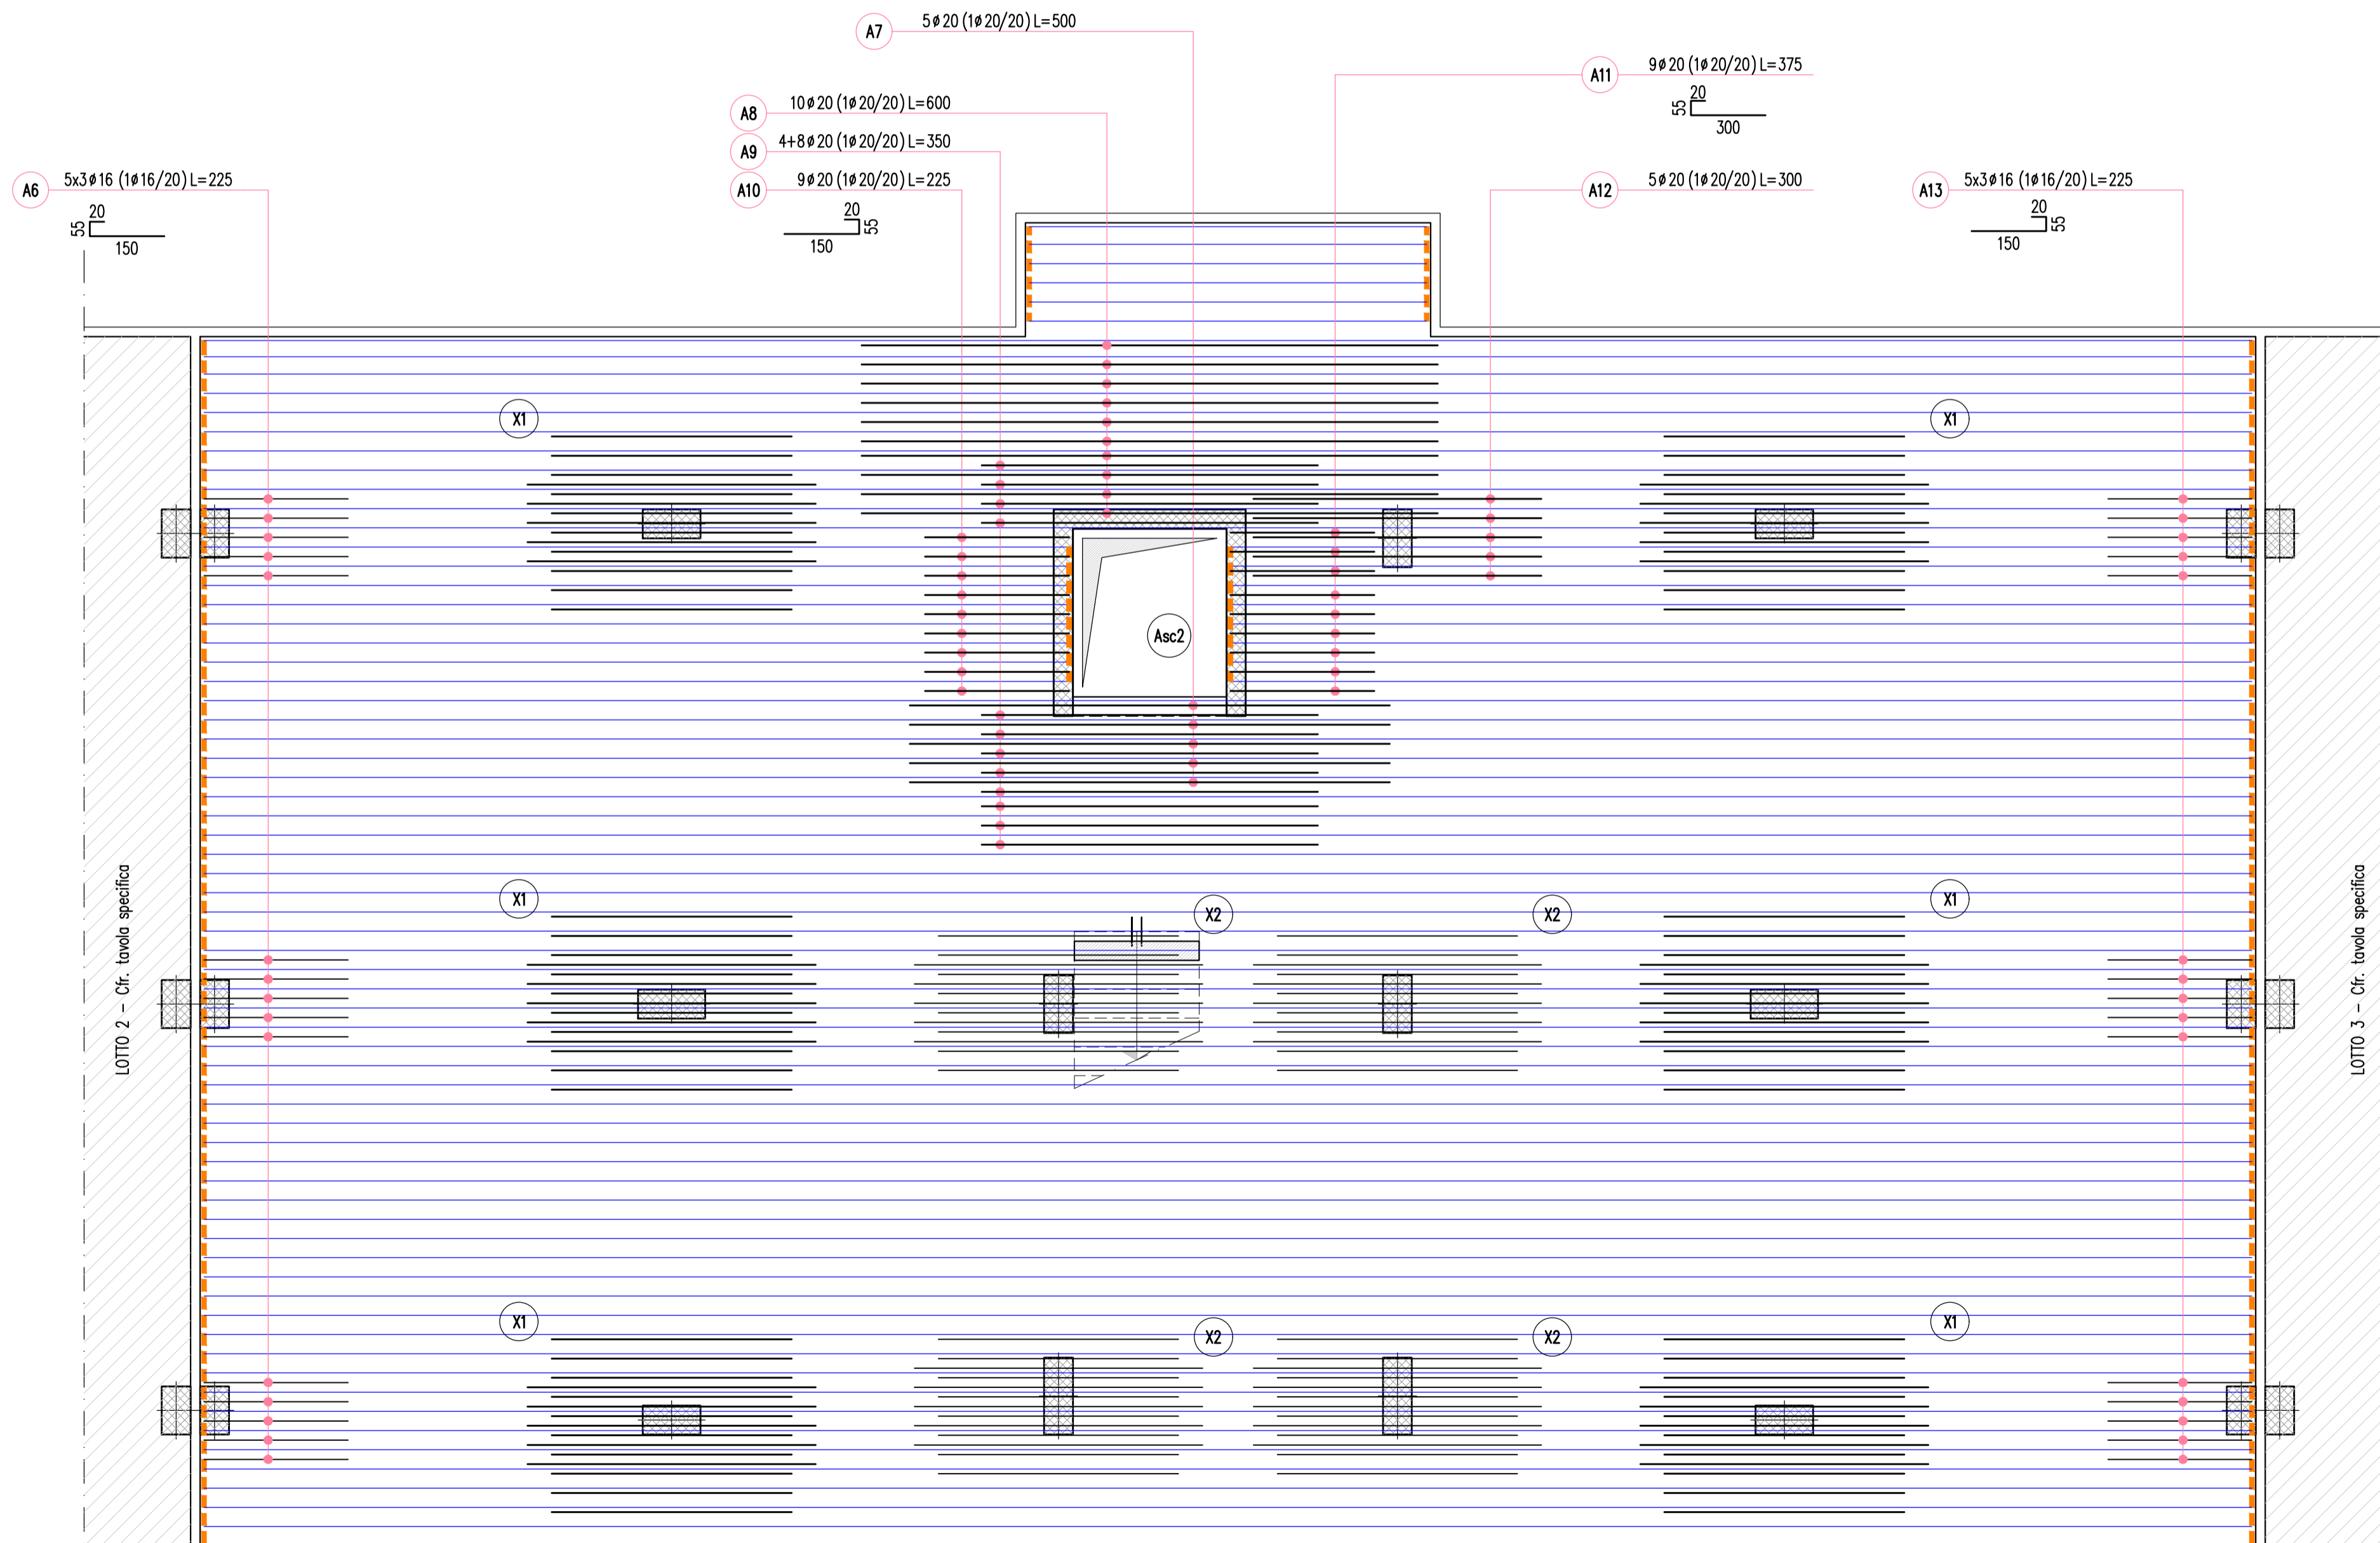 A7 5ø20 (1ø20/20) L=500
A11 9ø20 (1ø20/20) L=375
20
55
300
A8 10ø20 (1ø20/20) L=600
A9 4+8ø20 (1ø20/20) L=350
A6 5x3ø16 (1ø16/20) L=225
20
55
150
A10 9ø20 (1ø20/20) L=225
20
55
150
A12 5ø20 (1ø20/20) L=300
A13 5x3ø16 (1ø16/20) L=225
20
55
150
X1
X1
Asc2
LOTTO 2 - Cfr. tavola specifica
LOTTO 3 - Cfr. tavola specifica
X1
X2
X2
X1
X1
X2
X2
X1